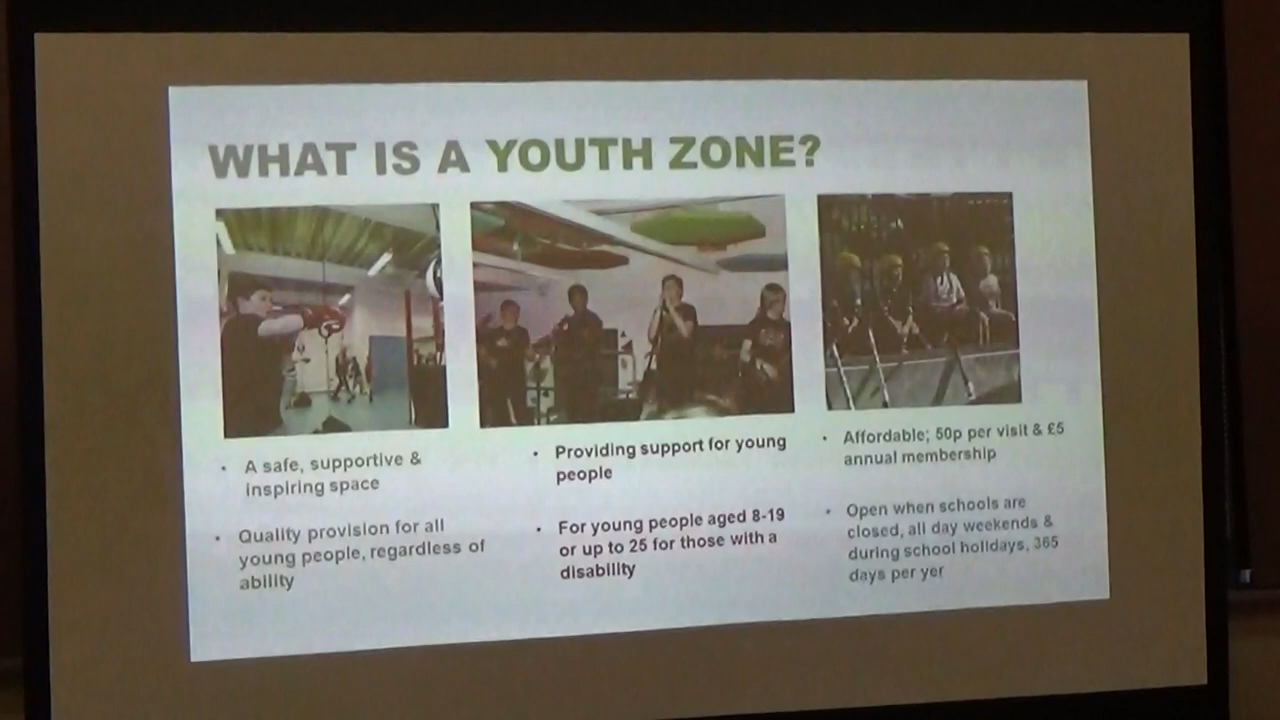 WHAT IS A YOUTH ZONE?
• A safe, supportive &
inspiring space
• Quality provision for all
young people, regardless of
ability
• Providing support for young
people
• For young people aged 8-19
or up to 25 for those with a
disability
• Affordable; 50p per visit & £5
annual membership
• Open when schools are
closed, all day weekends &
during school holidays, 365
days per yer